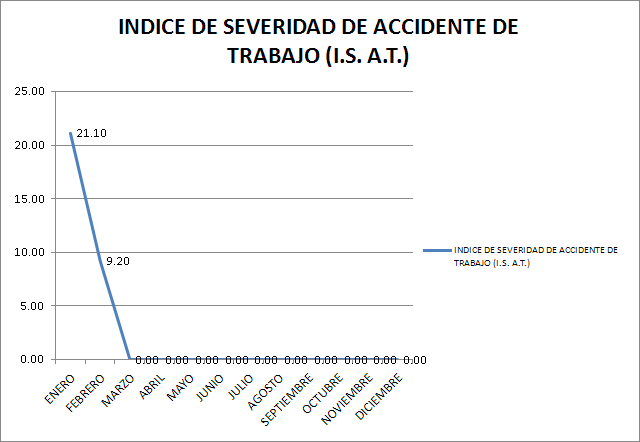 INDICE DE SEVERIDAD DE ACCIDENTE DE
TRABAJO (I.S. A.T.)
25.00
20.00
15.00
10.00
5.00
0.00
21.10
9.20
0.00 0.00 0.00 0.00 0.00 0.00 0.00 0.00 0.00 0.00
ENERO
FEBRERO
MARZO
ABRIL
MAYO
JUNIO
JULIO
AGOSTO
SEPTIEMBRE
OCTUBRE
NOVIEMBRE
DICIEMBRE
INDICE DE SEVERIDAD DE ACCIDENTE DE
TRABAJO (I.S. A.T.)